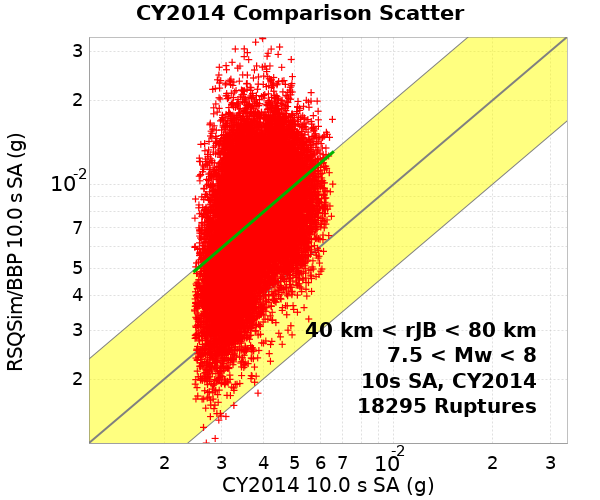 CY2014 Comparison Scatter
RSQSim/BBP 10.0 s SA (g)
3
2
10-2
7
5
4
3
2
40 km < rJB < 80 km
7.5 < Mw < 8
10s SA, CY2014
18295 Ruptures
2 3 4 5 6 7 10-2 2 3
CY2014 10.0 s SA (g)